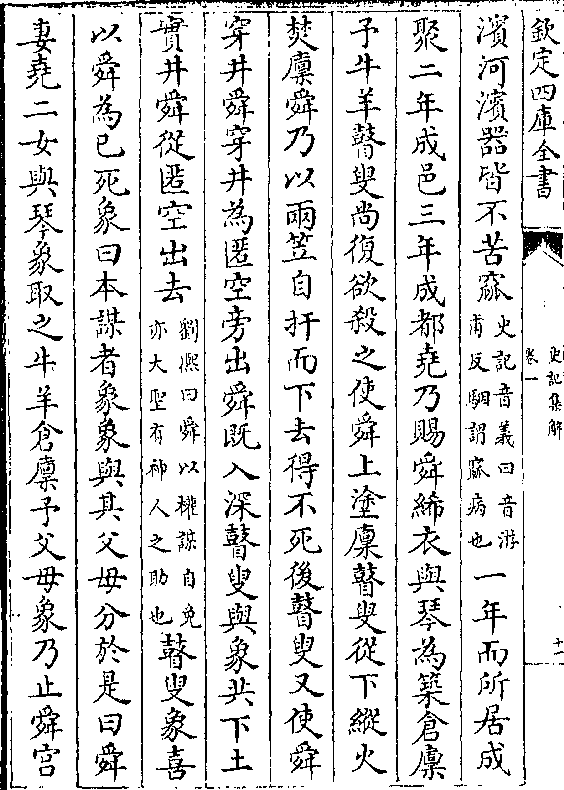 欽定四庫全書
史記集解
卷一
濱河濱器皆不苦窳史記音義曰音游甫反駰謂窳病也一年而所居成
聚二年成邑三年成都堯乃賜舜絺衣與琴為築倉廩
予牛羊瞽叟尚復欲殺之使舜上塗廩瞽叟從下縱火
焚廩舜乃以兩笠自扞而下去得不死後瞽叟又使舜
穿井舜穿井為匿空旁出舜既入深瞽叟與象共下土
實井舜從匿空出去劉熙曰舜以權謀自免亦大聖有神人之助也瞽叟象喜
以舜為已死象曰本謀者象象與其父母分於是曰舜
妻堯二女與琴象取之牛羊倉廩予父母象乃止舜宮